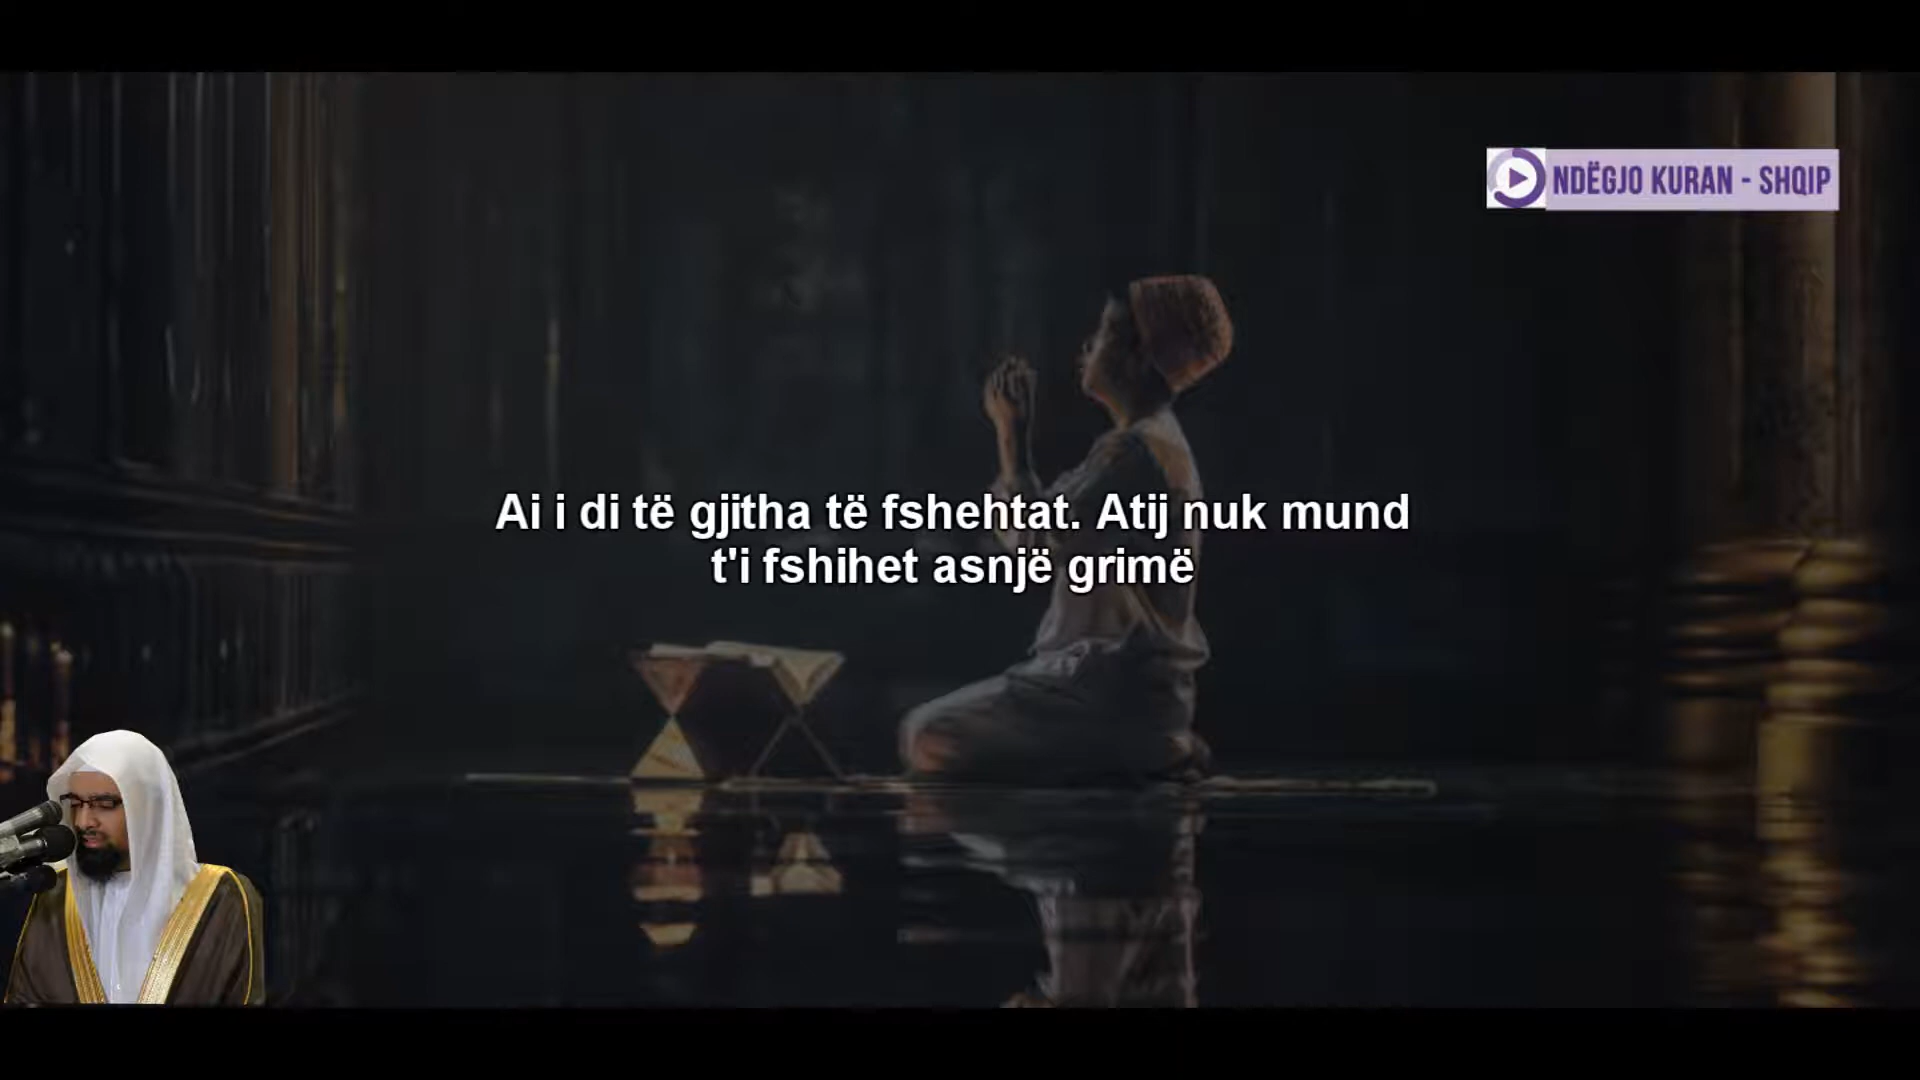 NDËGJO KURAN - SHQIP
Ai i di të gjitha të fshehtat. Atij nuk mund
t'i fshihet asnjë grimë